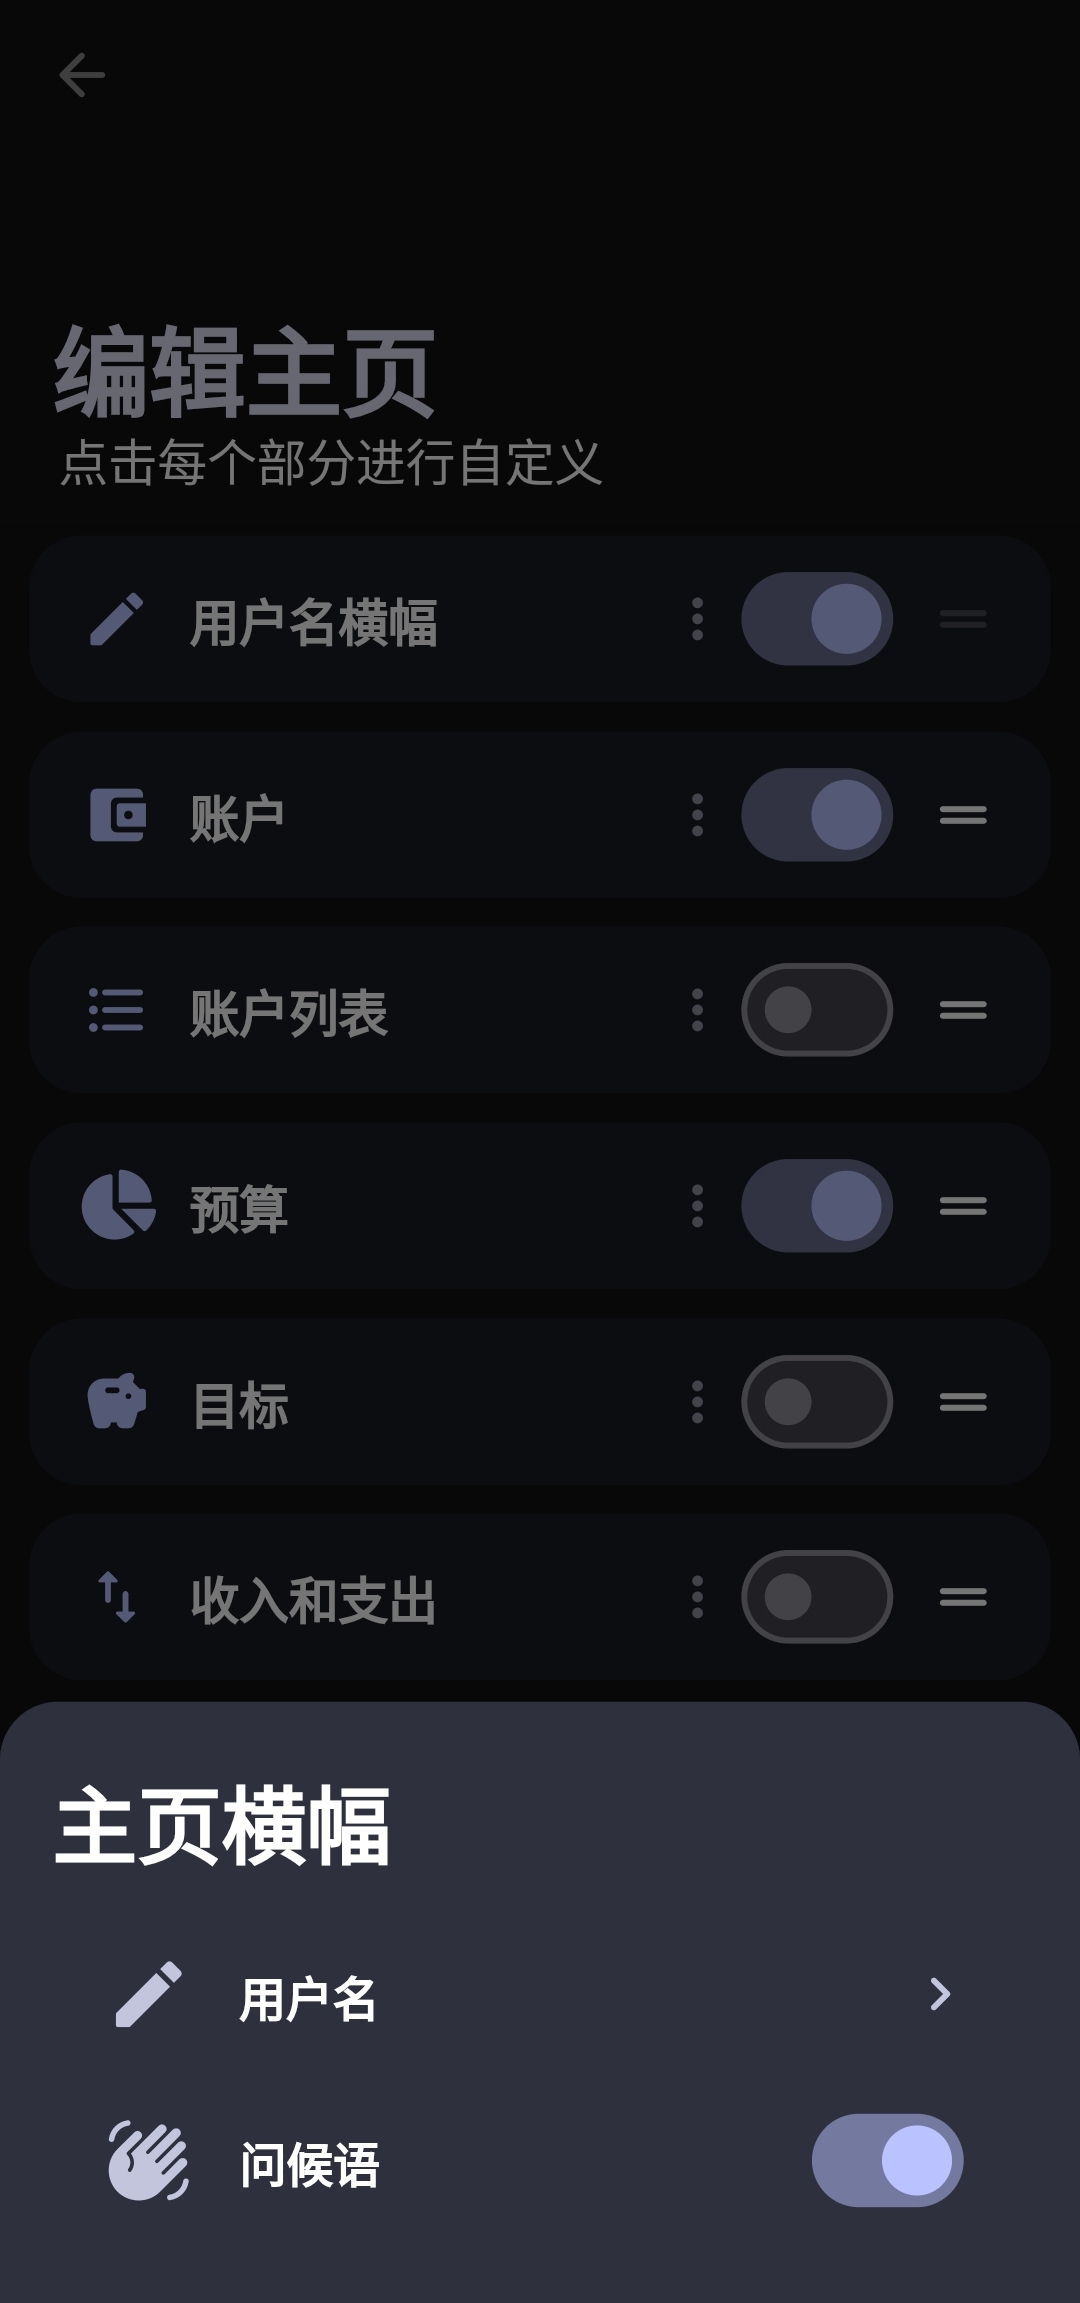 编辑主页
点击每个部分进行自定义
用户名横幅
账户
账户列表
预算
目标
收入和支出
主页横幅
用户名
问候语